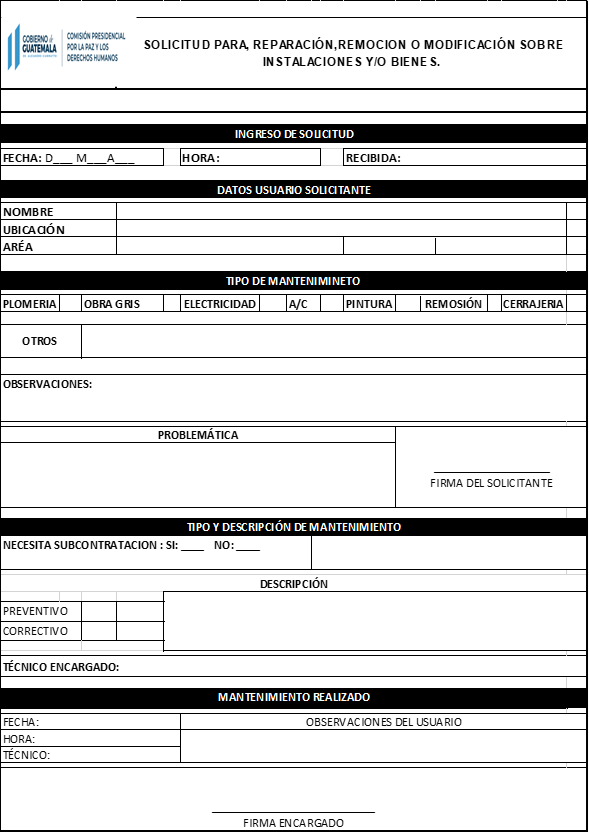 GOBIERNO de
GUATEMALA
COMISIÓN PRESIDENCIAL
POR LA PAZ Y LOS
DERECHOS HUMANOS
SOLICITUD PARA, REPARACIÓN,REMOCION O MODIFICACIÓN SOBRE
INSTALACIONES Y/O BIENES.
INGRESO DE SOLICITUD
FECHA: D___ M___A___ HORA: RECIBIDA:
DATOS USUARIO SOLICITANTE
NOMBRE
UBICACIÓN
ARÉA
TIPO DE MANTENIMINETO
PLOMERIA OBRA GRIS ELECTRICIDAD A/C PINTURA REMOSIÓN CERRAJERIA
OTROS
OBSERVACIONES:
PROBLEMÁTICA
FIRMA DEL SOLICITANTE
TIPO Y DESCRIPCIÓN DE MANTENIMIENTO
NECESITA SUBCONTRATACION : SI: ____ NO: ____
DESCRIPCIÓN
PREVENTIVO
CORRECTIVO
TÉCNICO ENCARGADO:
MANTENIMIENTO REALIZADO
FECHA: OBSERVACIONES DEL USUARIO
HORA:
TÉCNICO:
FIRMA ENCARGADO